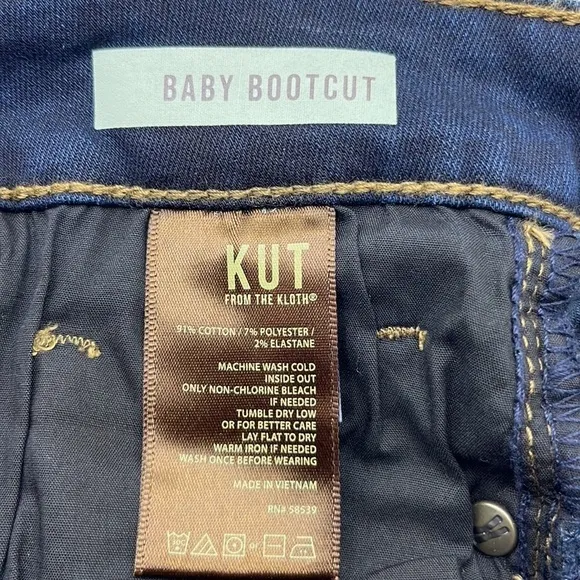 BABY BOOTCUT
KUT
FROM THE KLOTH®
91% COTTON / 7% POLYESTER /
2% ELASTANE
MACHINE WASH COLD
INSIDE OUT
ONLY NON-CHLORINE BLEACH
IF NEEDED
TUMBLE DRY LOW
OR FOR BETTER CARE
LAY FLAT TO DRY
WARM IRON IF NEEDED
WASH ONCE BEFORE WEARING
MADE IN VIETNAM
RN# 58539
or